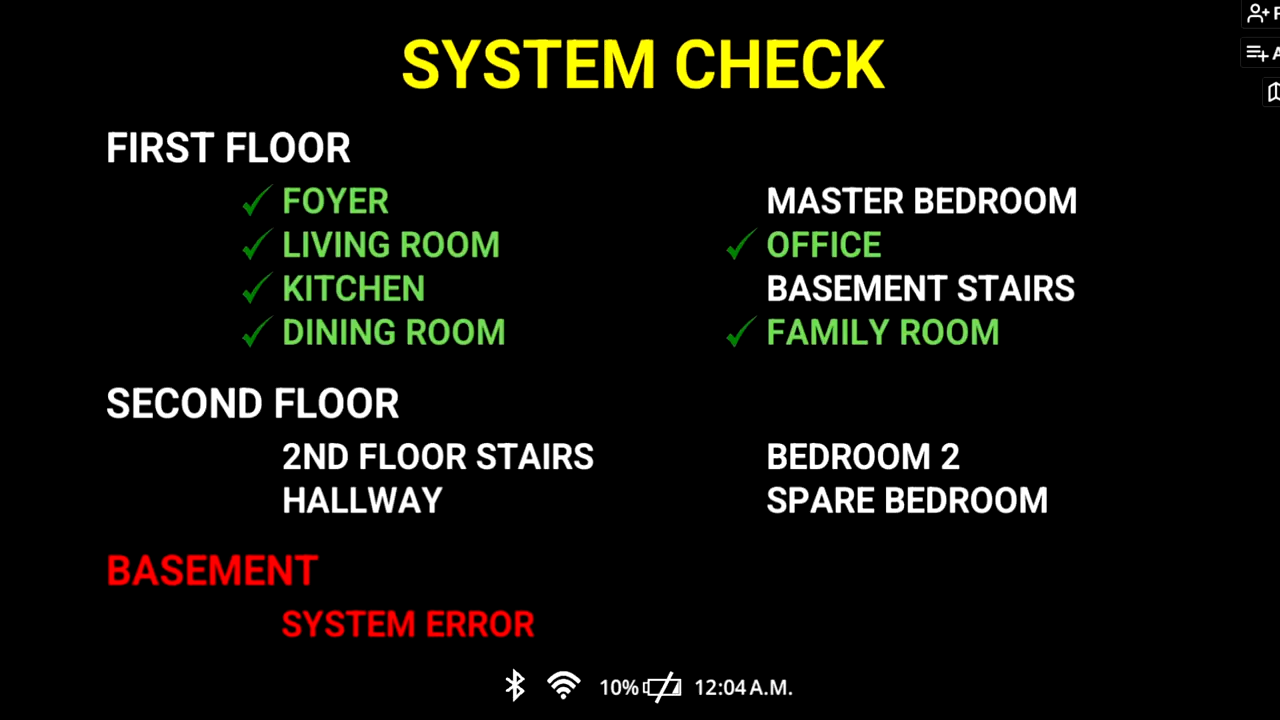 SYSTEM CHECK
FIRST FLOOR
✓ FOYER
✓ LIVING ROOM
✓ KITCHEN
✓ DINING ROOM
MASTER BEDROOM
✓ OFFICE
BASEMENT STAIRS
✓ FAMILY ROOM
SECOND FLOOR
2ND FLOOR STAIRS
HALLWAY
BEDROOM 2
SPARE BEDROOM
BASEMENT
SYSTEM ERROR
10% 12:04 A.M.